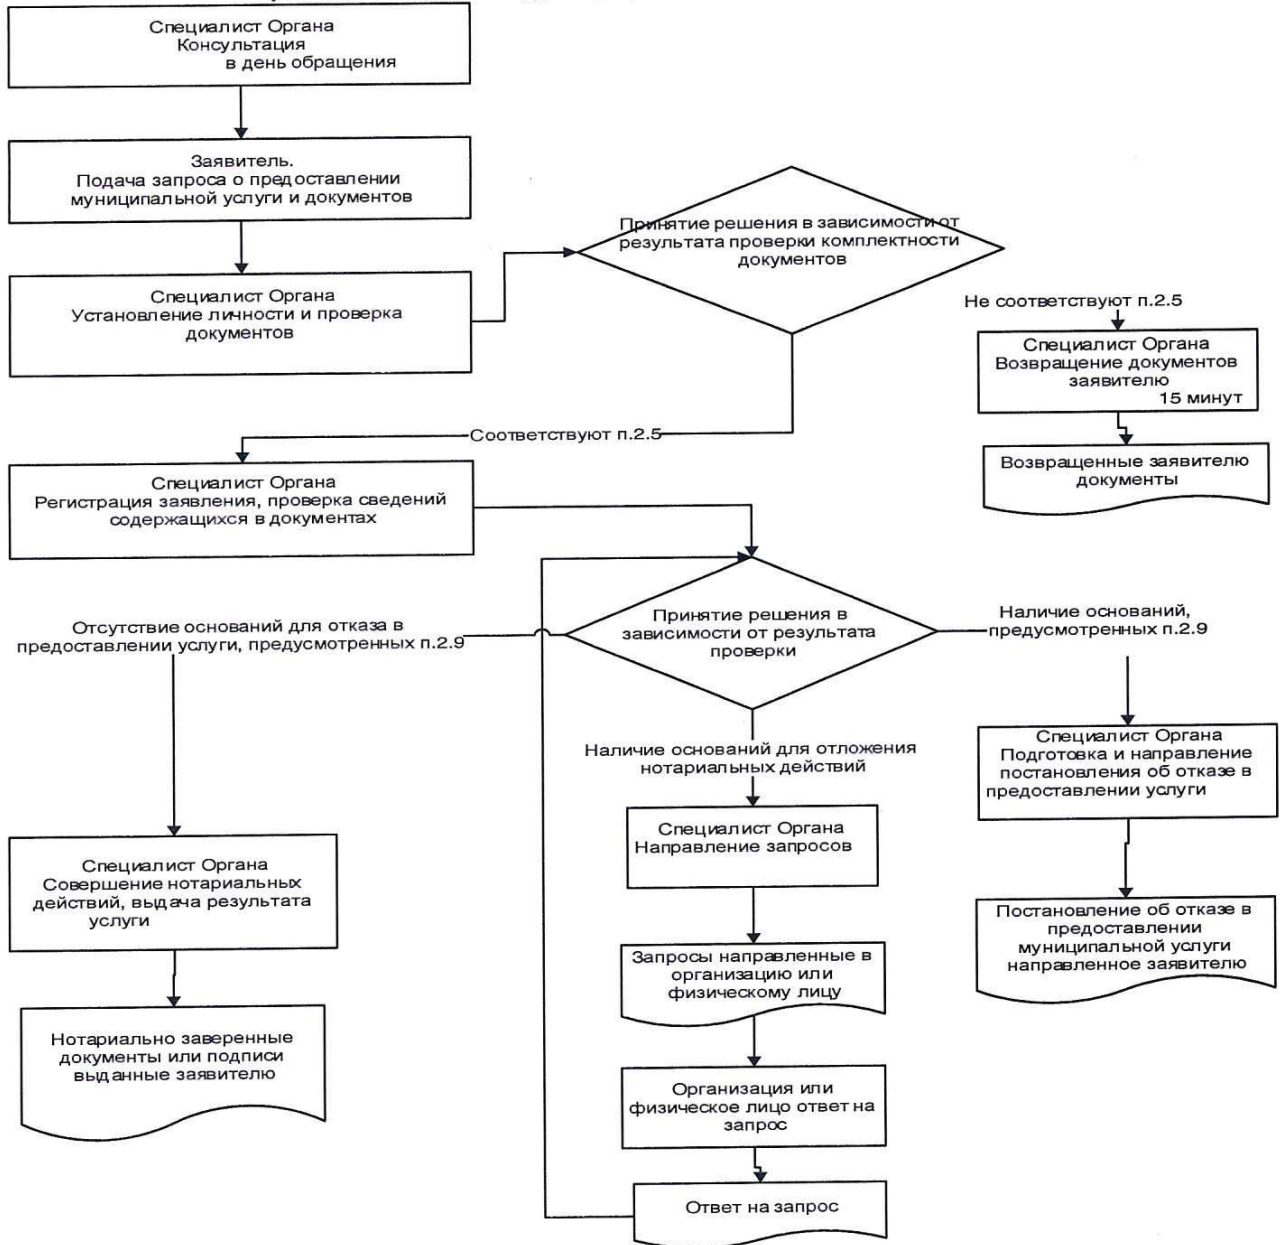 Специалист Органа
Консультация
в день обращения
Заявитель.
Подача запроса о предоставлении
муниципальной услуги и документов
Специалист Органа
Установление личности и проверка
документов
Принятие решения в зависимости от
результата проверки комплектности
документов
Не соответствуют п.2.5
Специалист Органа
Возвращение документов
заявителю
15 минут
Возвращенные заявителю
документы
Соответствуют п.2.5
Специалист Органа
Регистрация заявления, проверка сведений
содержащихся в документах
Принятие решения в
зависимости от результата
проверки
Отсутствие оснований для отказа в
предоставлении услуги, предусмотренных п.2.9
Наличие оснований,
предусмотренных п.2.9
Наличие оснований для отложения
нотариальных действий
Специалист Органа
Подготовка и направление
постановления об отказе в
предоставлении услуги
Специалист Органа
Направление запросов
Специалист Органа
Совершение нотариальных
действий, выдача результата
услуги
Постановление об отказе в
предоставлении
муниципальной услуги
направленное заявителю
Запросы направленные в
организацию или
физическому лицу
Нотариально заверенные
документы или подписи
выданные заявителю
Организация или
физическое лицо ответ на
запрос
Ответ на запрос